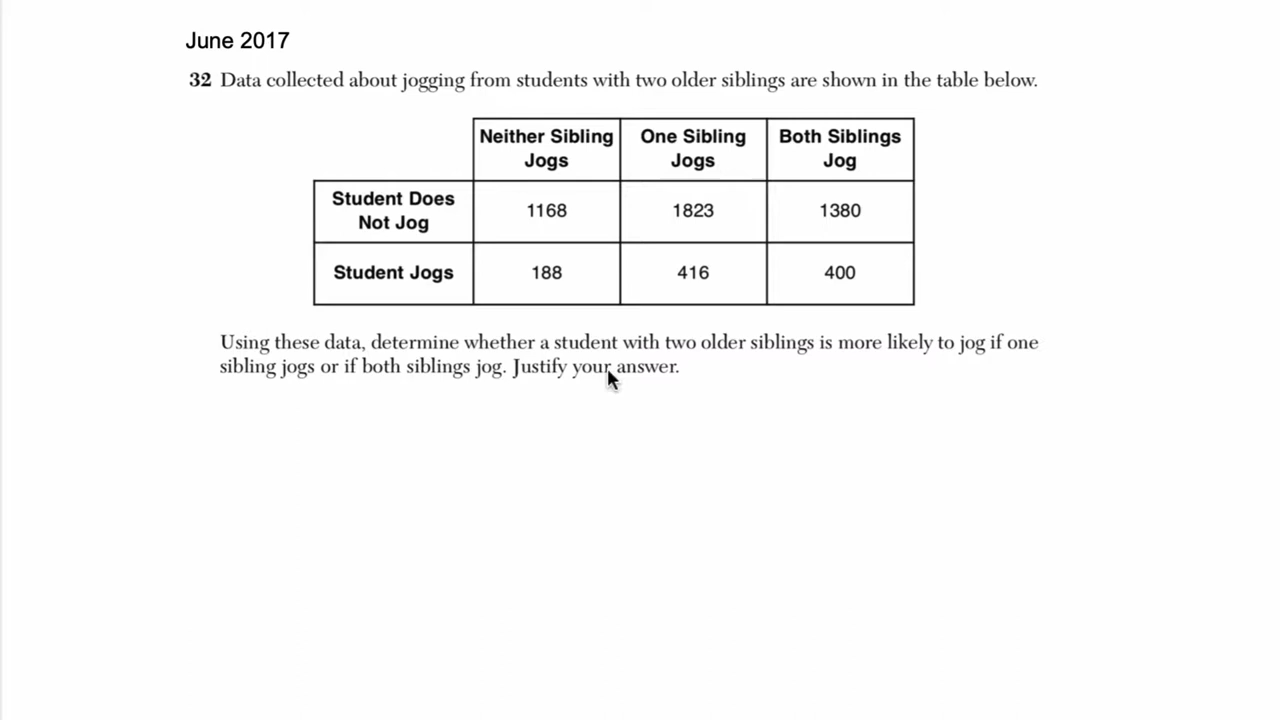 June 2017
32 Data collected about jogging from students with two older siblings are shown in the table below.
Neither Sibling One Sibling Both Siblings
Jogs Jogs Jog
Student Does
Not Jog 1168 1823 1380
Student Jogs 188 416 400
Using these data, determine whether a student with two older siblings is more likely to jog if one
sibling jogs or if both siblings jog. Justify your answer.